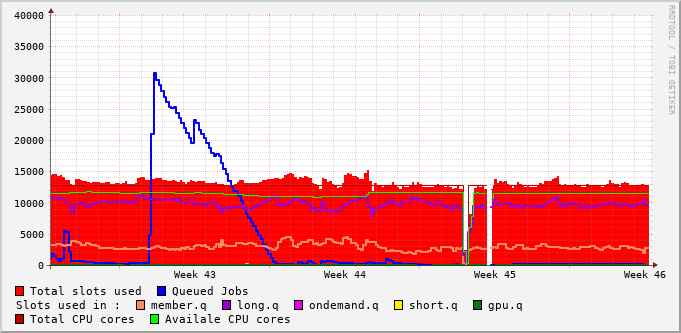 RRDTOOL / TOBI OETIKER
40000
35000
30000
25000
20000
15000
10000
5000
0
Week 43 Week 44 Week 45 Week 46
Total slots used Queued Jobs
Slots used in : member.q long.q ondemand.q short.q gpu.q
Total CPU cores Availale CPU cores